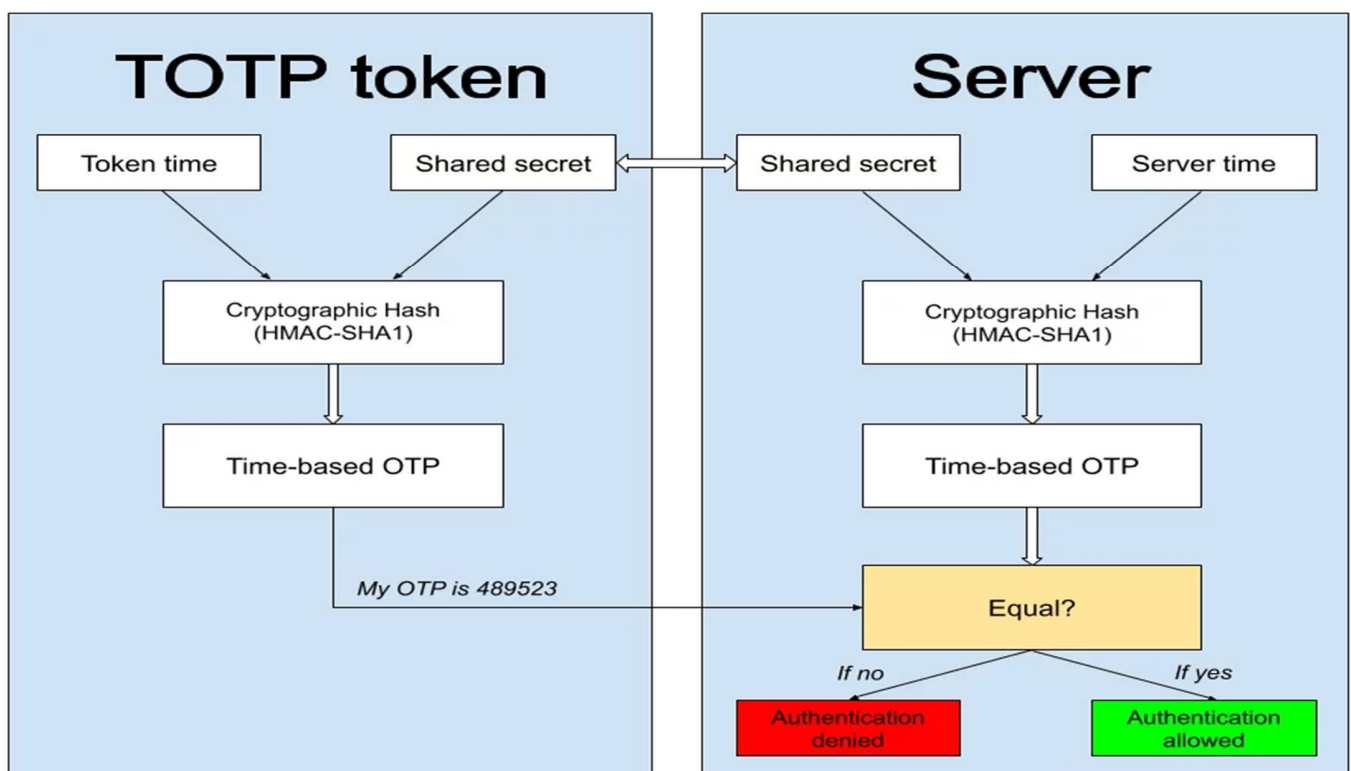 TOTP token
Server
Token time
Shared secret
Shared secret
Server time
Cryptographic Hash
(HMAC-SHA1)
Cryptographic Hash
(HMAC-SHA1)
Time-based OTP
Time-based OTP
My OTP is 489523
Equal?
If no
If yes
Authentication
denied
Authentication
allowed